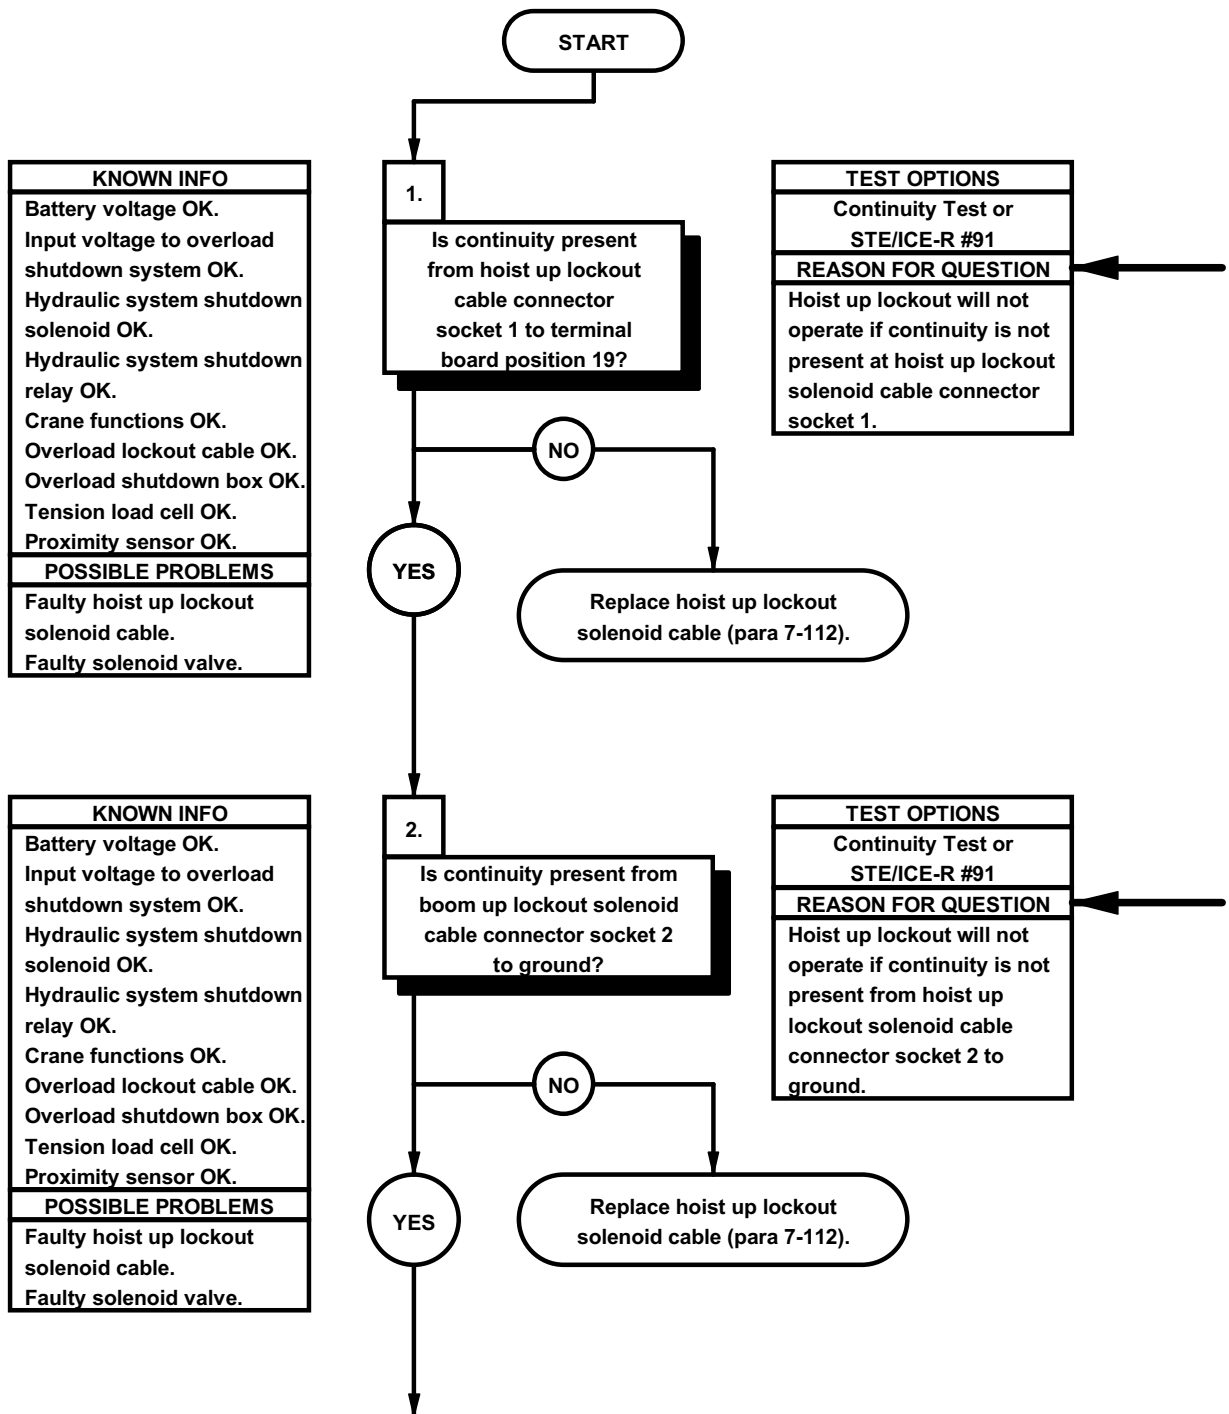 START
KNOWN INFO
Battery voltage OK.
Input voltage to overload
shutdown system OK.
Hydraulic system shutdown
solenoid OK.
Hydraulic system shutdown
relay OK.
Crane functions OK.
Overload lockout cable OK.
Overload shutdown box OK.
Tension load cell OK.
Proximity sensor OK.
POSSIBLE PROBLEMS
Faulty hoist up lockout
solenoid cable.
Faulty solenoid valve.
1.
Is continuity present
from hoist up lockout
cable connector
socket 1 to terminal
board position 19?
NO
YES
Replace hoist up lockout
solenoid cable (para 7-112).
TEST OPTIONS
Continuity Test or
STE/ICE-R #91
REASON FOR QUESTION
Hoist up lockout will not
operate if continuity is not
present at hoist up lockout
solenoid cable connector
socket 1.
KNOWN INFO
Battery voltage OK.
Input voltage to overload
shutdown system OK.
Hydraulic system shutdown
solenoid OK.
Hydraulic system shutdown
relay OK.
Crane functions OK.
Overload lockout cable OK.
Overload shutdown box OK.
Tension load cell OK.
Proximity sensor OK.
POSSIBLE PROBLEMS
Faulty hoist up lockout
solenoid cable.
Faulty solenoid valve.
2.
Is continuity present from
boom up lockout solenoid
cable connector socket 2
to ground?
NO
YES
Replace hoist up lockout
solenoid cable (para 7-112).
TEST OPTIONS
Continuity Test or
STE/ICE-R #91
REASON FOR QUESTION
Hoist up lockout will not
operate if continuity is not
present from hoist up
lockout solenoid cable
connector socket 2 to
ground.